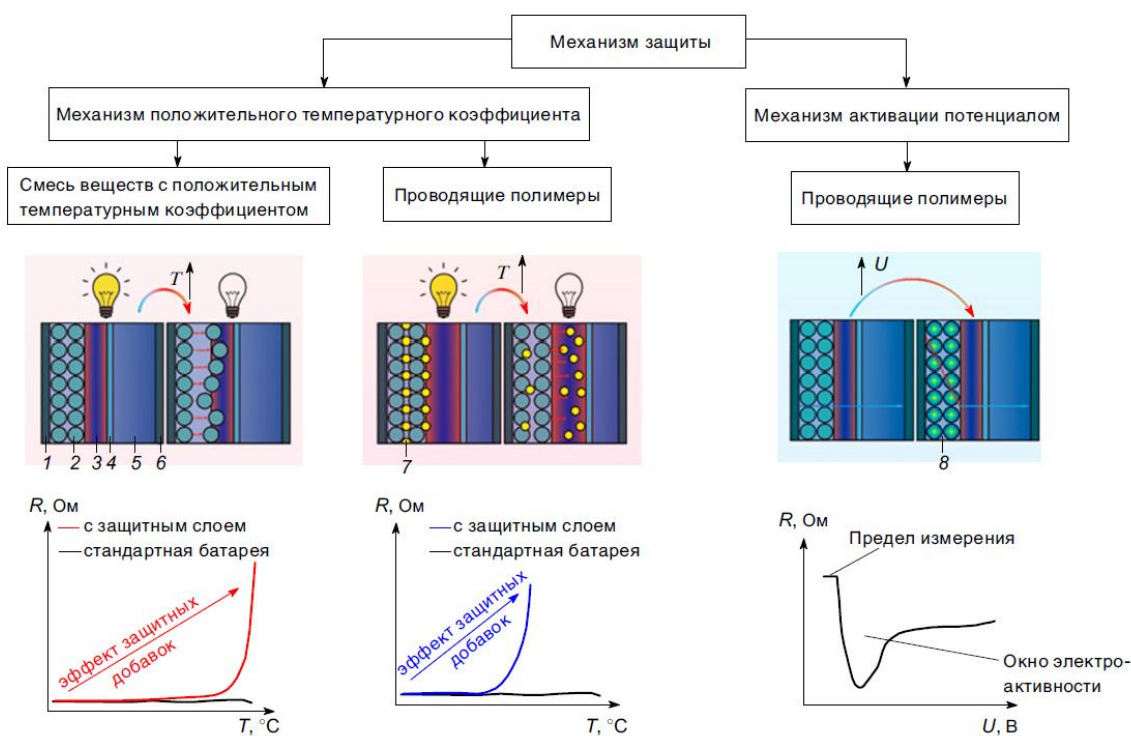 Механизм защиты
Механизм положительного температурного коэффициента
Механизм активации потенциалом
Смесь веществ с положительным
температурным коэффициентом
Проводящие полимеры
Проводящие полимеры
T
T
U
1 2 3 4 5 6
7
8
R, Ом
с защитным слоем
стандартная батарея
эффект защитных
добавок
T, °C
R, Ом
с защитным слоем
стандартная батарея
эффект защитных
добавок
T, °C
R, Ом
Предел измерения
Окно электро-
активности
U, В